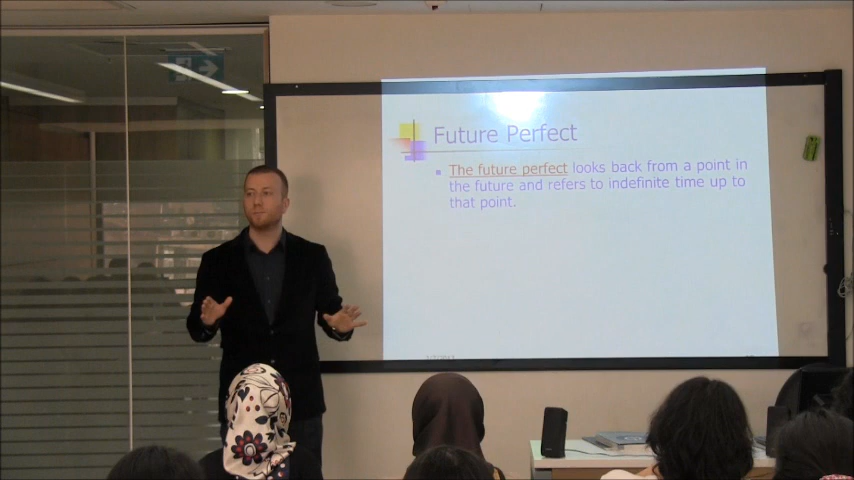 Future Perfect
The future perfect looks back from a point in
the future and refers to indefinite time up to
that point.